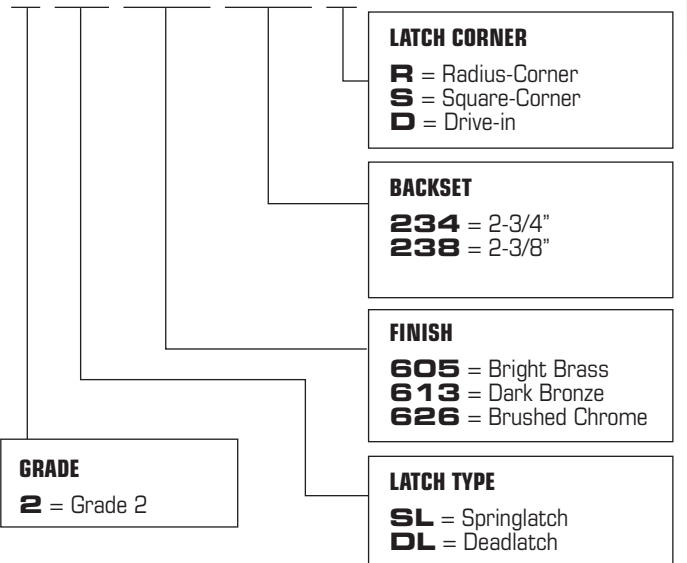 LATCH CORNER
R = Radius-Corner
S = Square-Corner
D = Drive-in
BACKSET
234 = 2-3/4"
238 = 2-3/8"
FINISH
605 = Bright Brass
613 = Dark Bronze
626 = Brushed Chrome
GRADE
2 = Grade 2
LATCH TYPE
SL = Springlatch
DL = Deadlatch